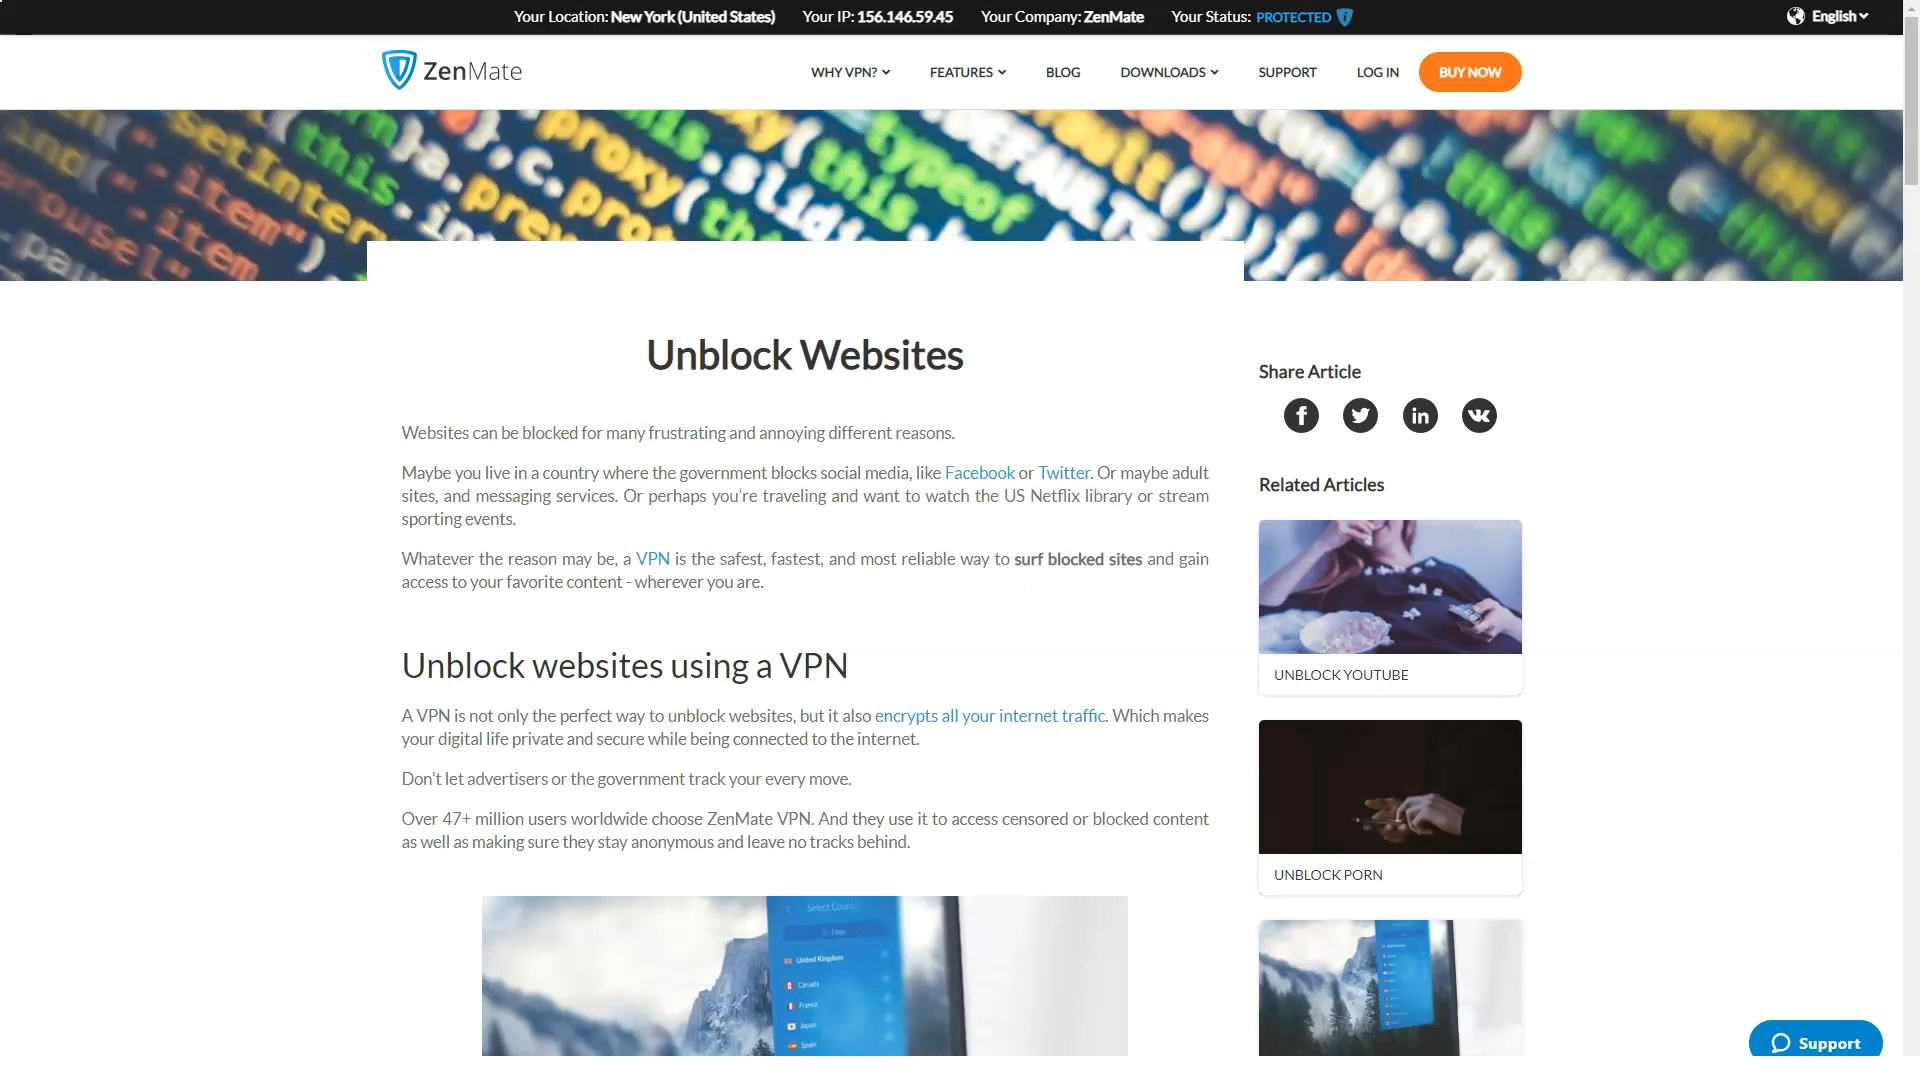 Your Location: New York (United States) Your IP: 156.146.59.45 Your Company: ZenMate Your Status: PROTECTED
English
ZenMate
WHY VPN? FEATURES BLOG DOWNLOADS SUPPORT LOG IN BUY NOW
Unblock Websites
Websites can be blocked for many frustrating and annoying different reasons.
Maybe you live in a country where the government blocks social media, like Facebook or Twitter. Or maybe adult
sites, and messaging services. Or perhaps you're traveling and want to watch the US Netflix library or stream
sporting events.
Whatever the reason may be, a VPN is the safest, fastest, and most reliable way to surf blocked sites and gain
access to your favorite content - wherever you are.
Unblock websites using a VPN
A VPN is not only the perfect way to unblock websites, but it also encrypts all your internet traffic. Which makes
your digital life private and secure while being connected to the internet.
Don't let advertisers or the government track your every move.
Over 47+ million users worldwide choose ZenMate VPN. And they use it to access censored or blocked content
as well as making sure they stay anonymous and leave no tracks behind.
United Kingdom
Canada
France
Japan
Spain
Share Article
Related Articles
UNBLOCK YOUTUBE
UNBLOCK PORN
Support